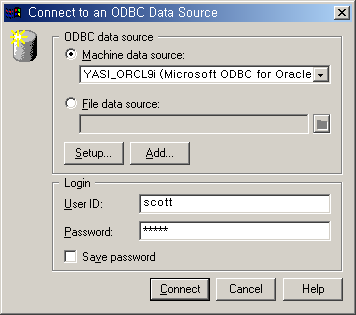 Connect to an ODBC Data Source
ODBC data source
Machine data source:
YASI_ORCL9i (Microsoft ODBC for Oracle
File data source:
Setup... Add...
Login
User ID: scott
Password: *****
Save password
Connect Cancel Help